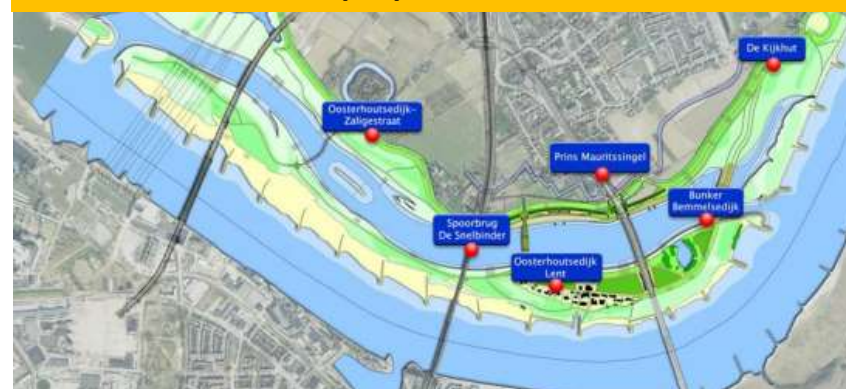 De Kijkhut
Oosterhoutsedijk-
Zaligestraat
Prins Mauritssingel
Bunker
Bemmelsedijk
Spoorbrug
De Snelbinder
Oosterhoutsedijk
Lent